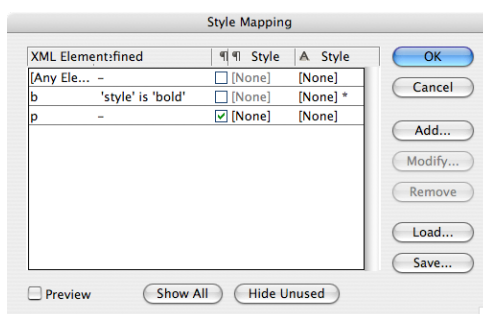 Style Mapping
XML Element:fined ¶ ¶ Style A Style
[Any Ele... – [None] [None]
b 'style' is 'bold' [None] [None] *
p – [None] [None]
OK
Cancel
Add...
Modify...
Remove
Load...
Save...
Preview Show All Hide Unused